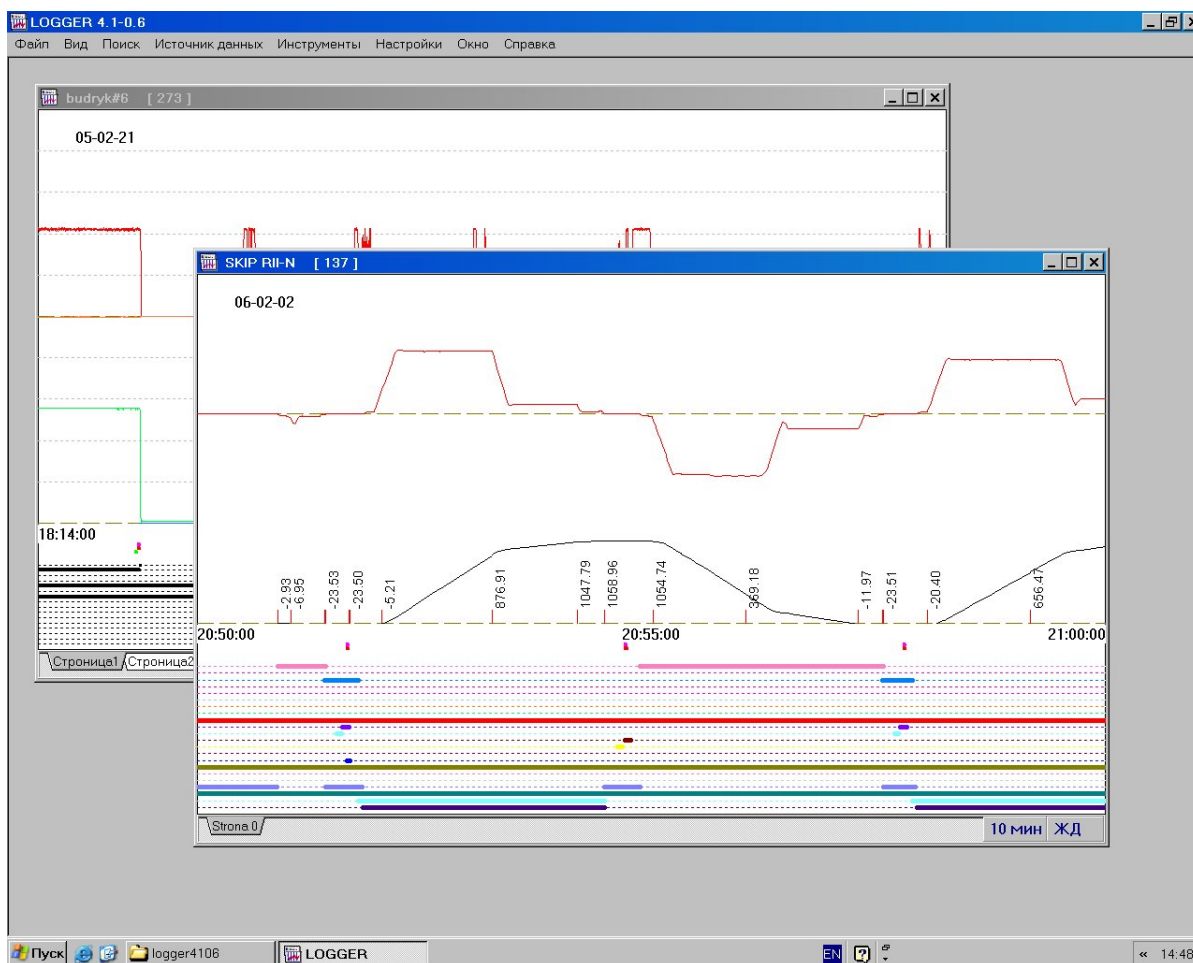 LOGGER 4.1-0.6
Файл Вид Поиск Источник данных Инструменты Настройки Окно Справка
budryk#6 [ 273 ]
05-02-21
18:14:00
Строница1 Строница2
SKIP RII-N [ 137 ]
06-02-02
-2.93 -6.95 -23.53 -23.50 -5.21 876.91 1047.79 1058.96 1054.74 369.18 -11.97 -23.51 -20.40 656.47
20:50:00 20:55:00 21:00:00
Strona 0
10 мин ЖД
Пуск logger4106 LOGGER EN « 14:48